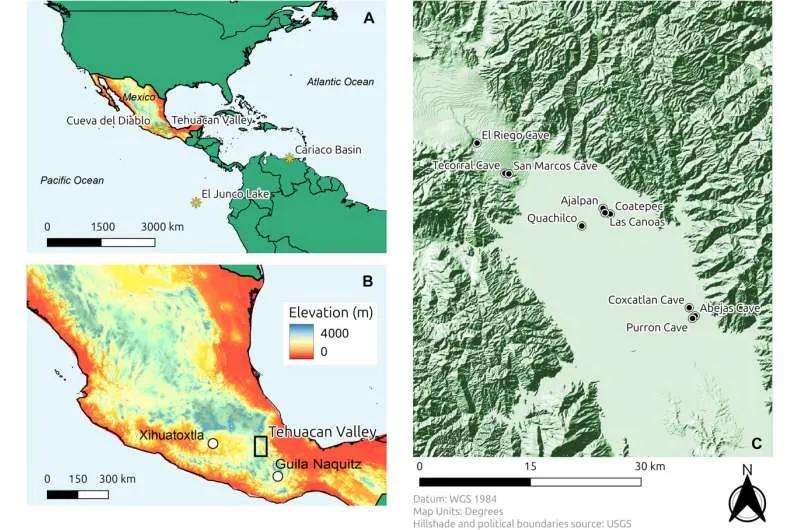 A
Atlantic Ocean
Mexico
Cueva del Diablo
Tehuacan Valley
Cariaco Basin
Pacific Ocean
El Junco Lake
0 1500 3000 km
B
Elevation (m)
4000
0
Xihuatoxtla
Tehuacan Valley
Guila Naquitz
0 150 300 km
El Riego Cave
Tecorral Cave
San Marcos Cave
Ajalpan
Coatepec
Quachilco
Las Canoas
Coxcatlan Cave
Abejas Cave
Purron Cave
C
0 15 30 km
N
Datum: WGS 1984
Map Units: Degrees
Hillshade and political boundaries source: USGS